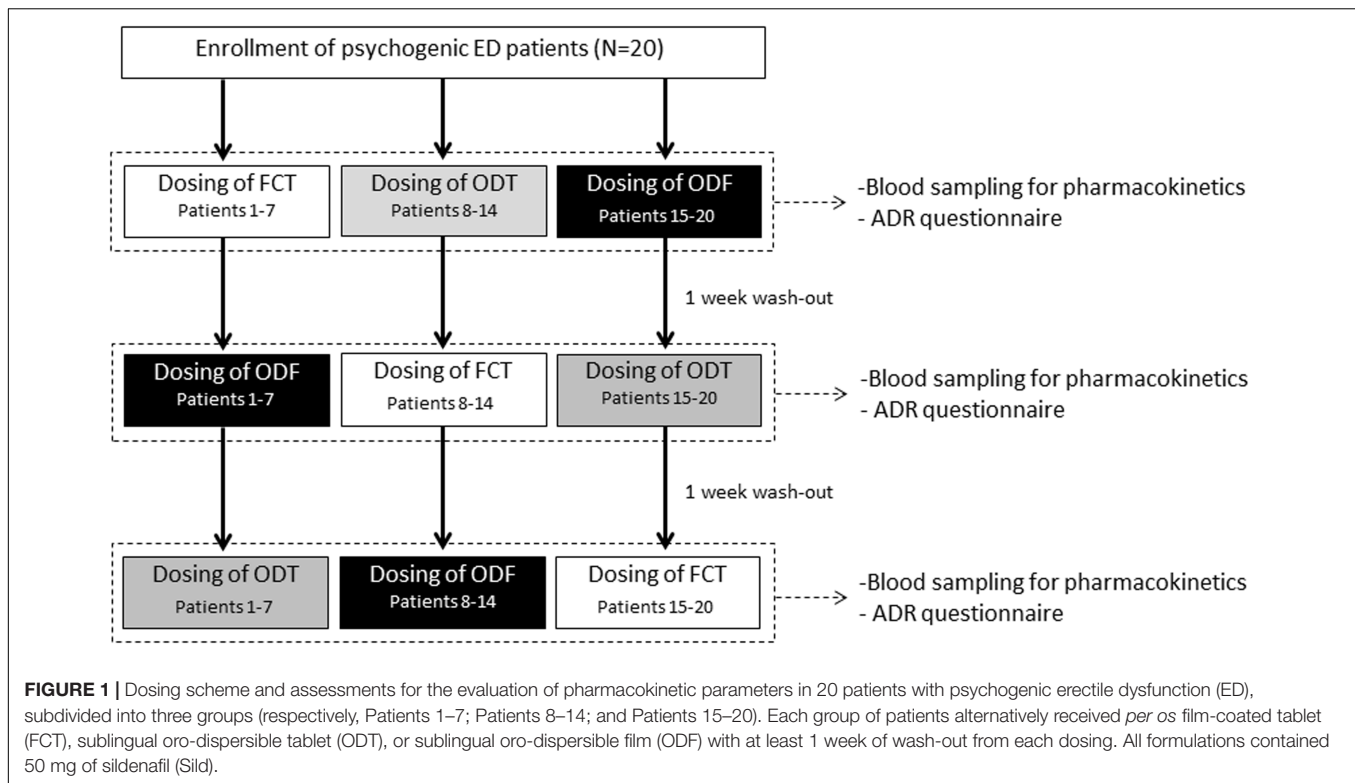 Enrollment of psychogenic ED patients (N=20)
Dosing of FCT
Patients 1-7
Dosing of ODT
Patients 8-14
Dosing of ODF
Patients 15-20
-Blood sampling for pharmacokinetics
- ADR questionnaire
1 week wash-out
Dosing of ODF
Patients 1-7
Dosing of FCT
Patients 8-14
Dosing of ODT
Patients 15-20
-Blood sampling for pharmacokinetics
- ADR questionnaire
1 week wash-out
Dosing of ODT
Patients 1-7
Dosing of ODF
Patients 8-14
Dosing of FCT
Patients 15-20
-Blood sampling for pharmacokinetics
- ADR questionnaire
FIGURE 1 | Dosing scheme and assessments for the evaluation of pharmacokinetic parameters in 20 patients with psychogenic erectile dysfunction (ED),
subdivided into three groups (respectively, Patients 1–7; Patients 8–14; and Patients 15–20). Each group of patients alternatively received per os film-coated tablet
(FCT), sublingual oro-dispersible tablet (ODT), or sublingual oro-dispersible film (ODF) with at least 1 week of wash-out from each dosing. All formulations contained
50 mg of sildenafil (Sild).